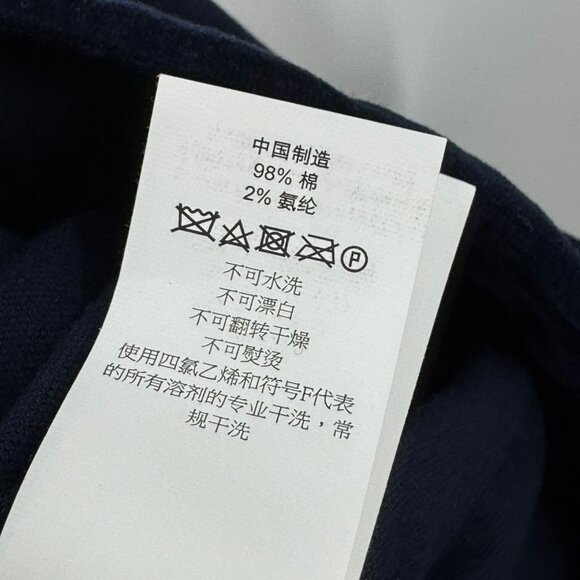 中国制造
98% 棉
2% 氨纶
P
不可水洗
不可漂白
不可翻转干燥
不可熨烫
使用四氯乙烯和符号F代表
的所有溶剂的专业干洗，常
规干洗